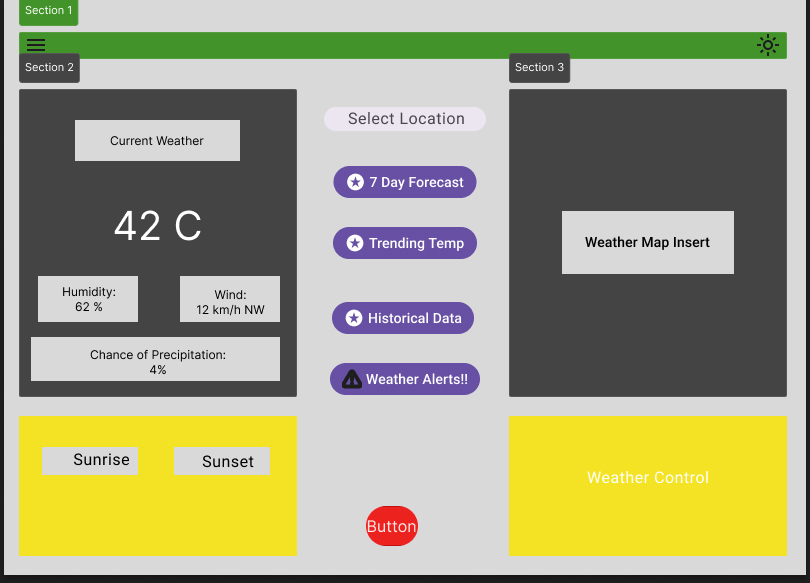 Section 1
Section 2
Section 3
Current Weather
42 C
Humidity:
62 %
Wind:
12 km/h NW
Chance of Precipitation:
4%
Select Location
7 Day Forecast
Trending Temp
Historical Data
Weather Alerts!!
Weather Map Insert
Sunrise
Sunset
Button
Weather Control